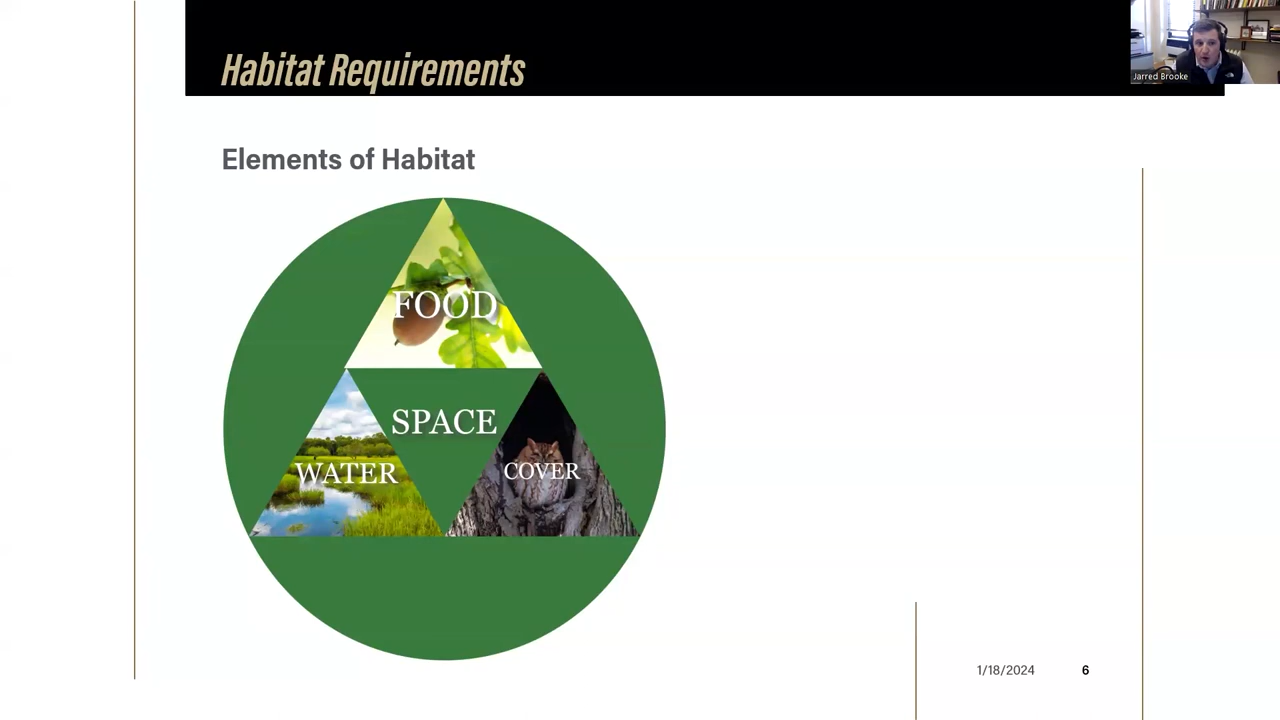 Habitat Requirements
Jarred Brooke
Elements of Habitat
FOOD
SPACE
WATER
COVER
1/18/2024
6